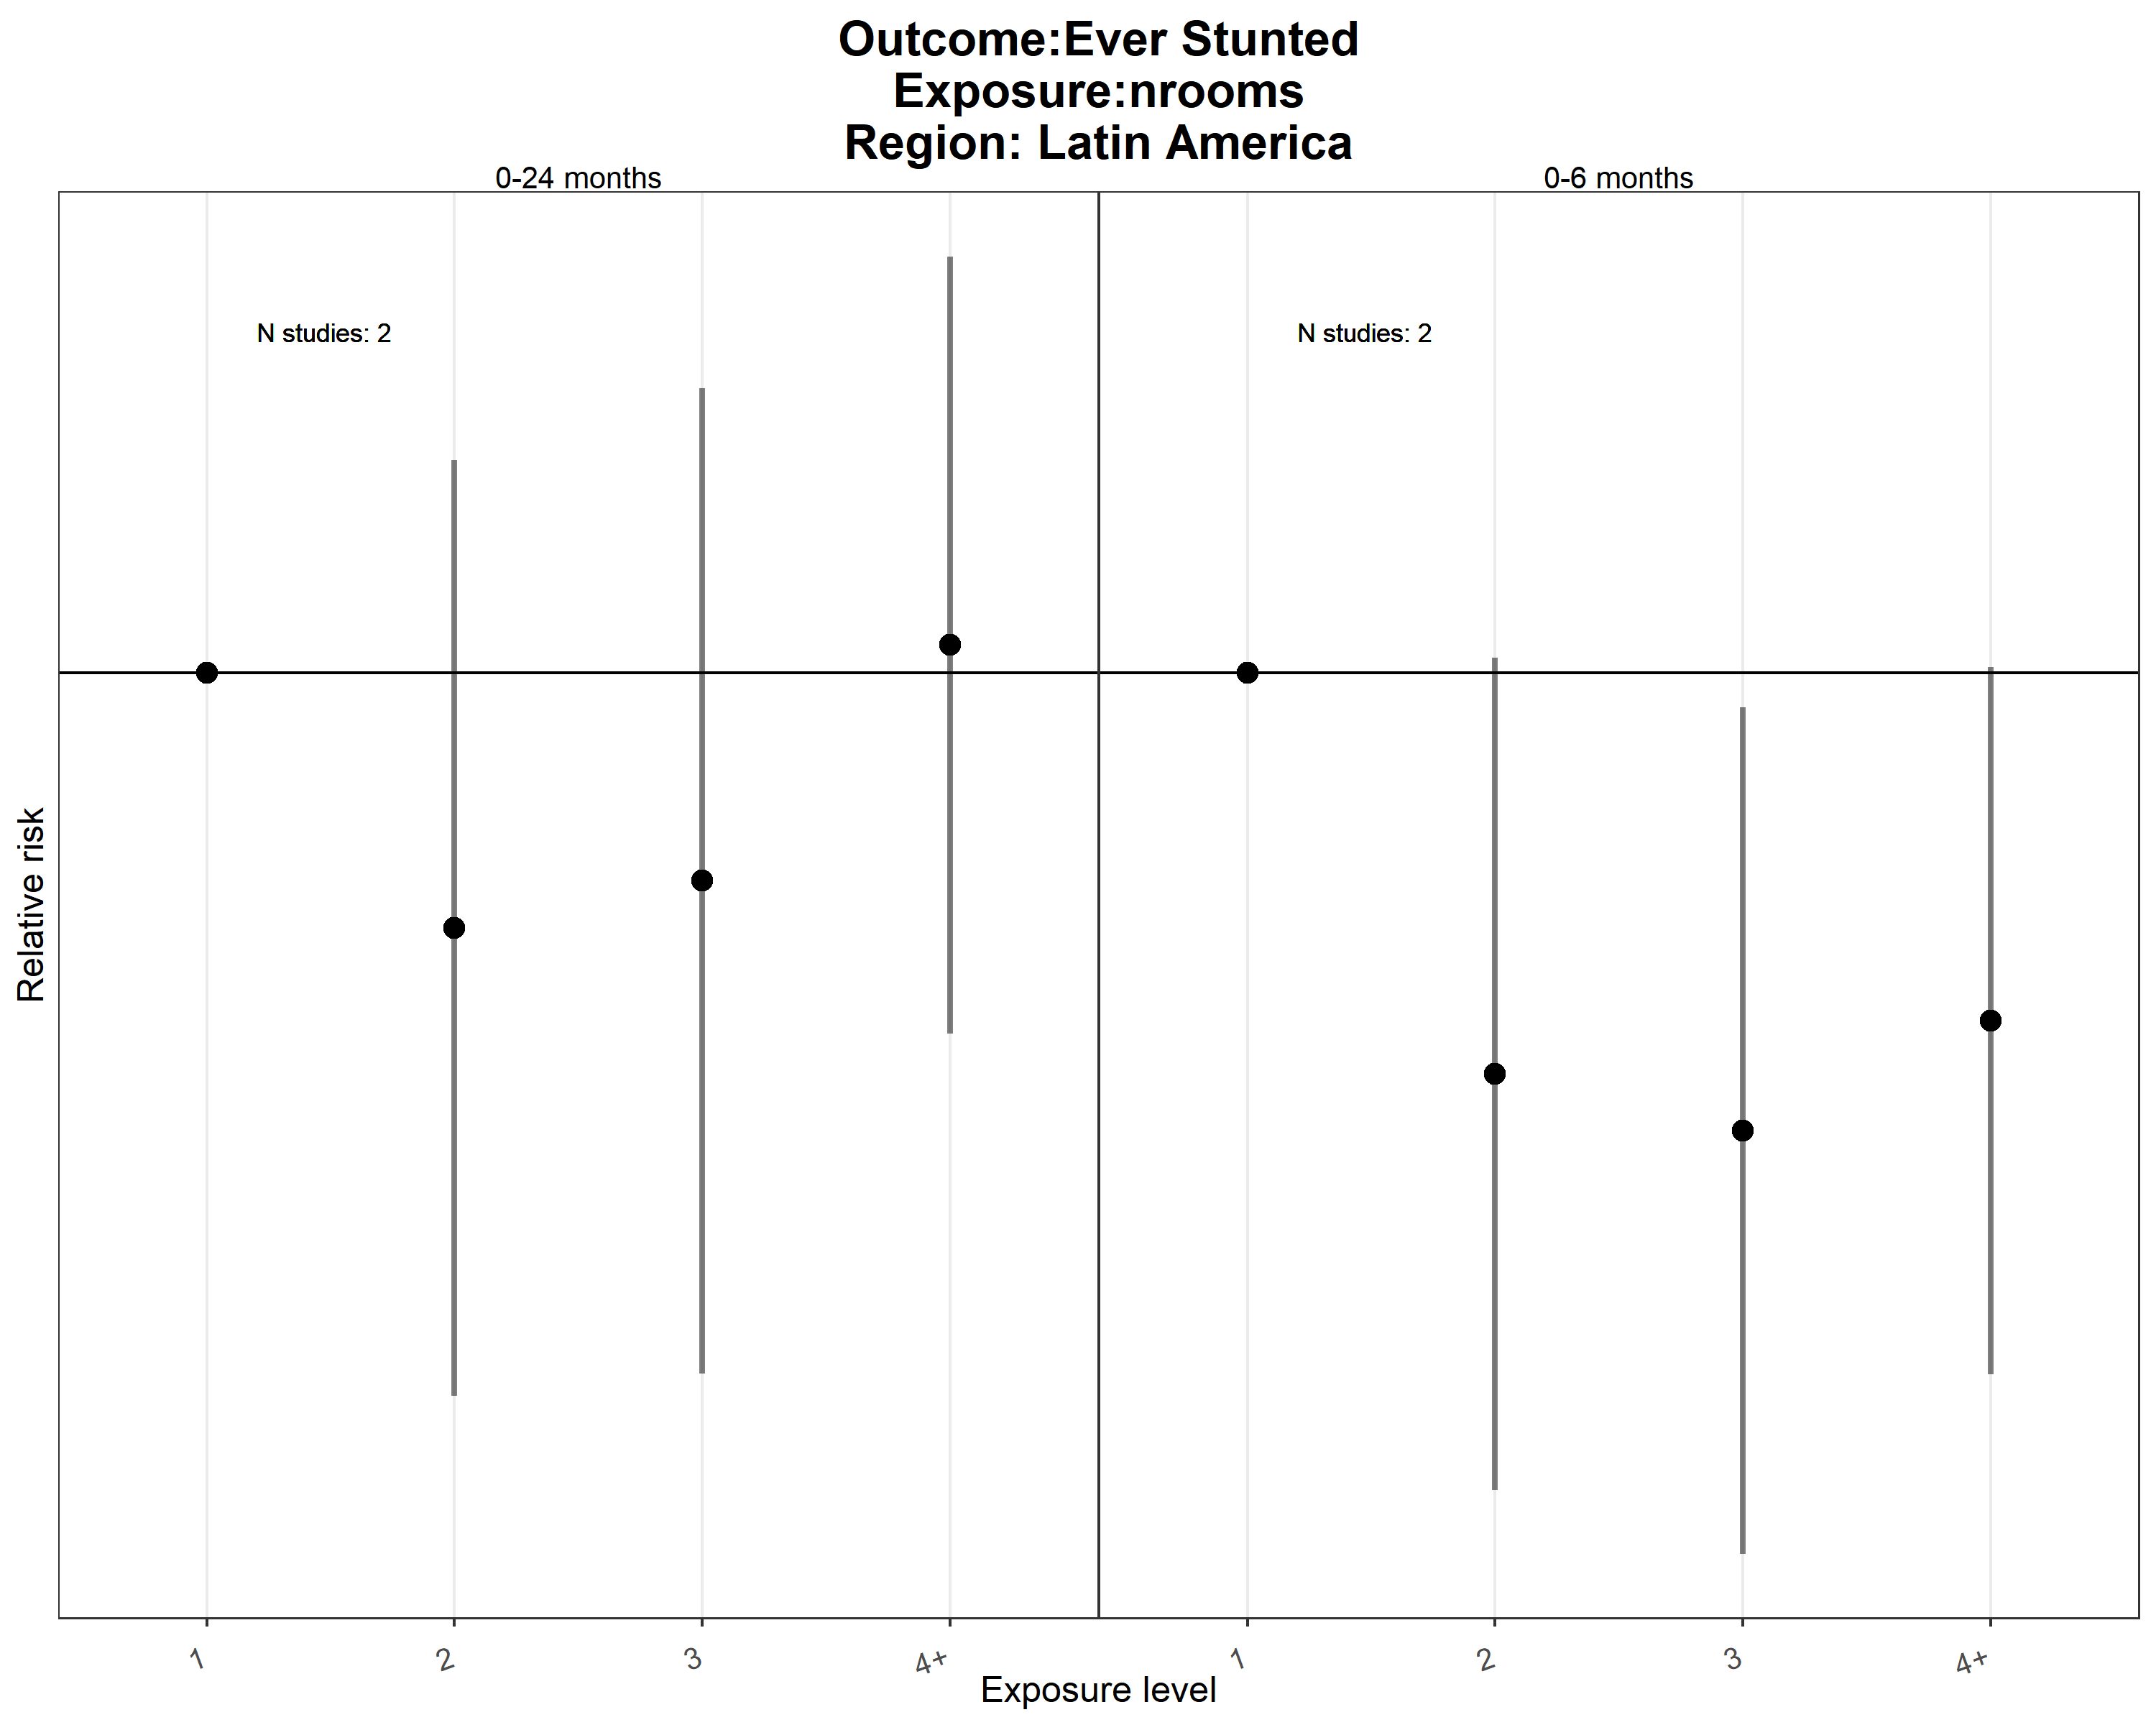 Outcome:Ever Stunted
Exposure:nrooms
Region: Latin America
0-24 months
0-6 months
N studies: 2
N studies: 2
Relative risk
1
2
3
4+
1
2
3
4+
Exposure level